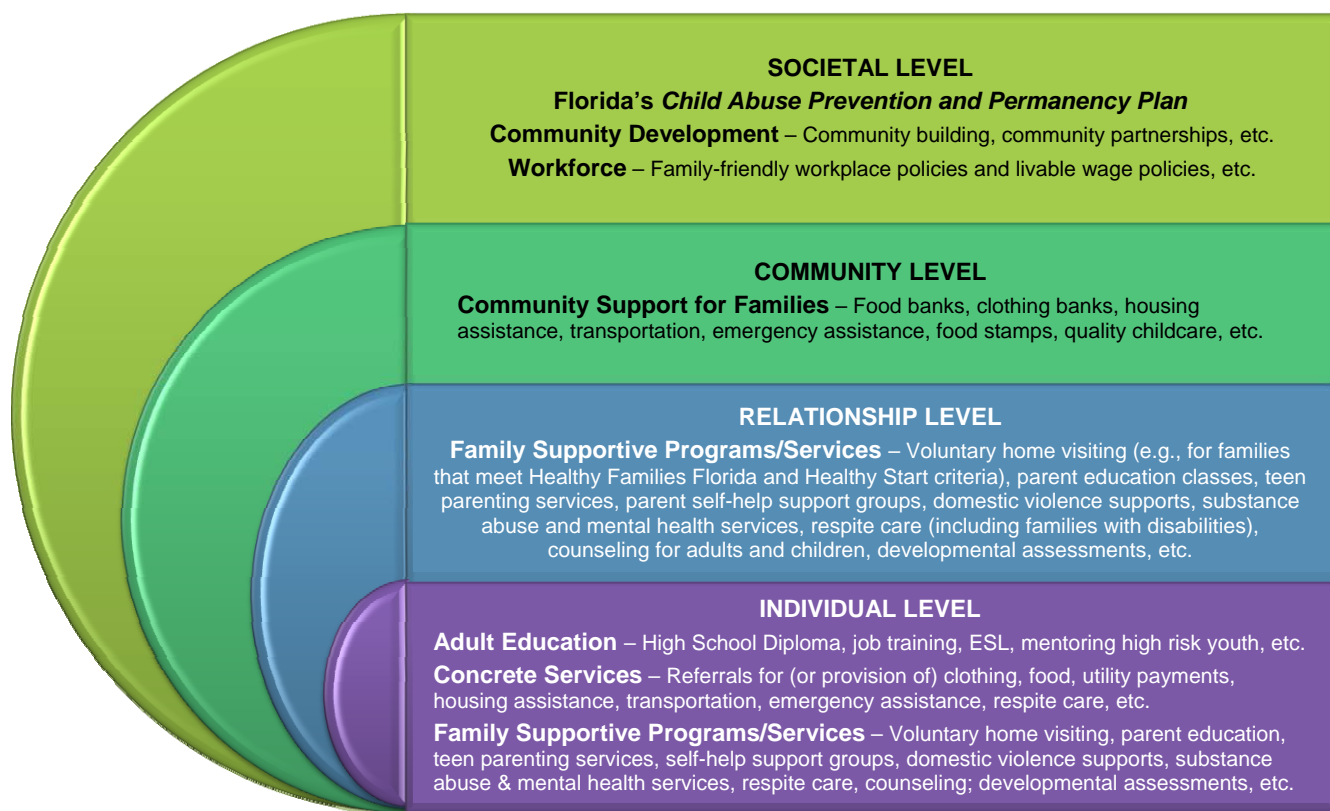 SOCIETAL LEVEL
Florida’s Child Abuse Prevention and Permanency Plan
Community Development – Community building, community partnerships, etc.
Workforce – Family-friendly workplace policies and livable wage policies, etc.
COMMUNITY LEVEL
Community Support for Families – Food banks, clothing banks, housing
assistance, transportation, emergency assistance, food stamps, quality childcare, etc.
RELATIONSHIP LEVEL
Family Supportive Programs/Services – Voluntary home visiting (e.g., for families
that meet Healthy Families Florida and Healthy Start criteria), parent education classes, teen
parenting services, parent self-help support groups, domestic violence supports, substance
abuse and mental health services, respite care (including families with disabilities),
counseling for adults and children, developmental assessments, etc.
INDIVIDUAL LEVEL
Adult Education – High School Diploma, job training, ESL, mentoring high risk youth, etc.
Concrete Services – Referrals for (or provision of) clothing, food, utility payments,
housing assistance, transportation, emergency assistance, respite care, etc.
Family Supportive Programs/Services – Voluntary home visiting, parent education,
teen parenting services, self-help support groups, domestic violence supports, substance
abuse & mental health services, respite care, counseling; developmental assessments, etc.